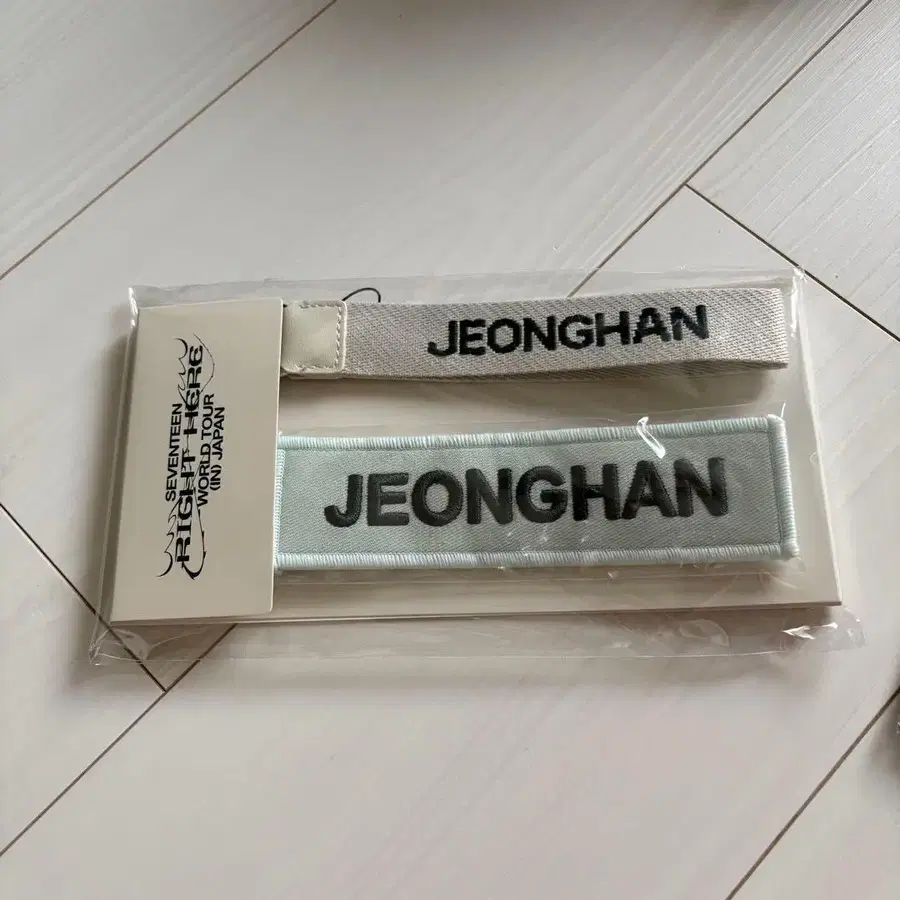 SEVENTEEN
RIGHT HERE
WORLD TOUR
(IN) JAPAN
JEONGHAN
JEONGHAN